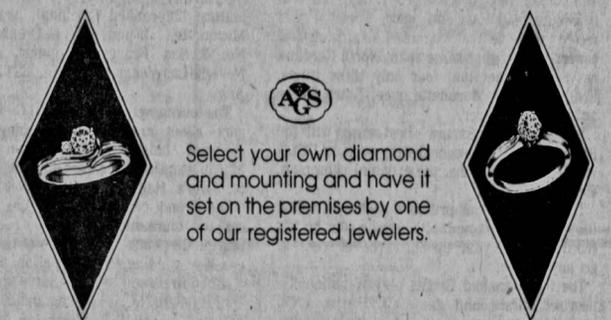 AGS
Select your own diamond
and mounting and have it
set on the premises by one
of our registered jewelers.